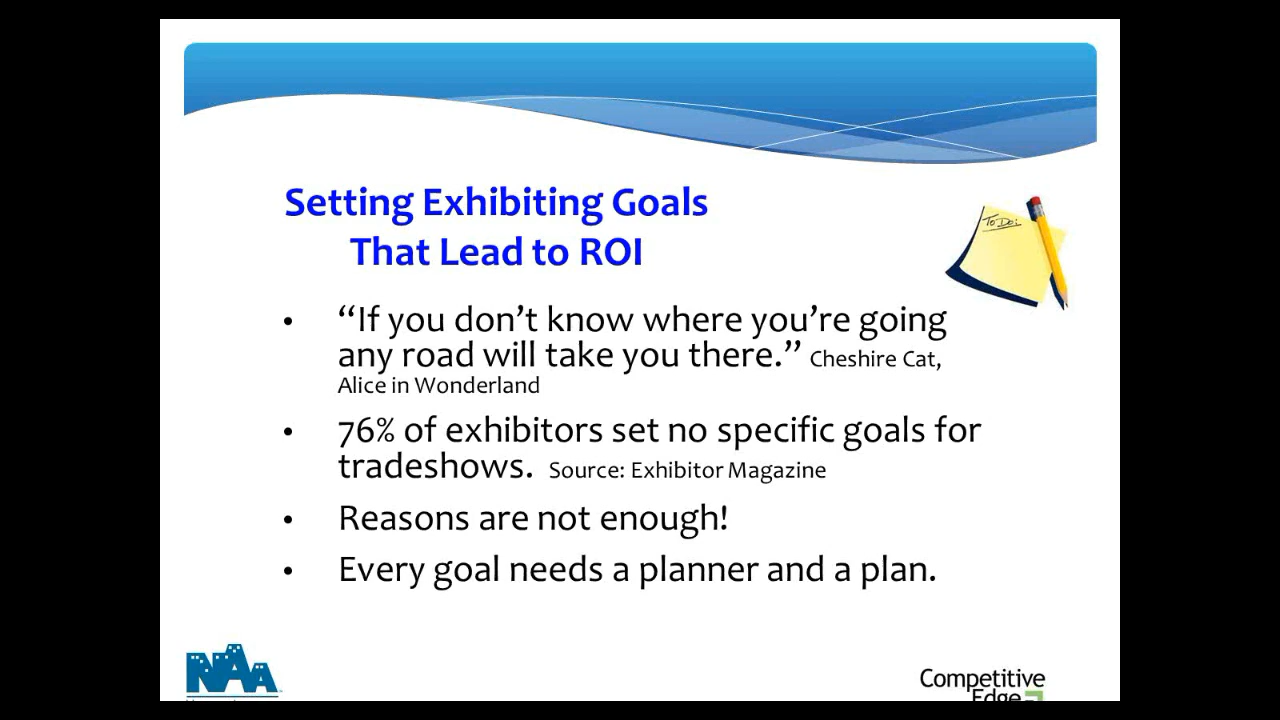 Setting Exhibiting Goals
That Lead to ROI
To Do:
• “If you don’t know where you’re going
any road will take you there.” Cheshire Cat,
Alice in Wonderland
• 76% of exhibitors set no specific goals for
tradeshows. Source: Exhibitor Magazine
• Reasons are not enough!
• Every goal needs a planner and a plan.
NAA
Competitive
Edge